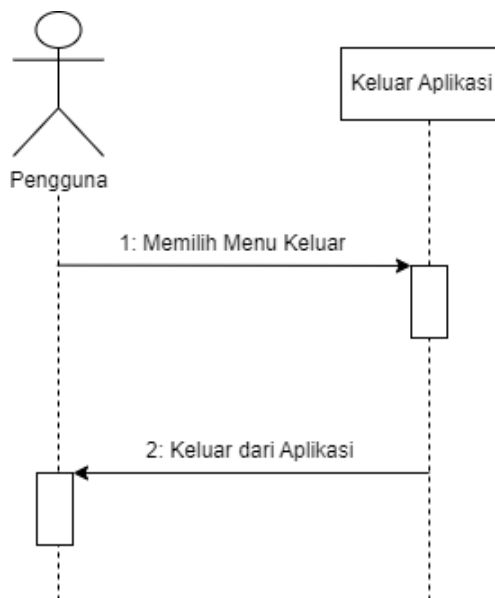 Keluar Aplikasi
Pengguna
1: Memilih Menu Keluar
2: Keluar dari Aplikasi